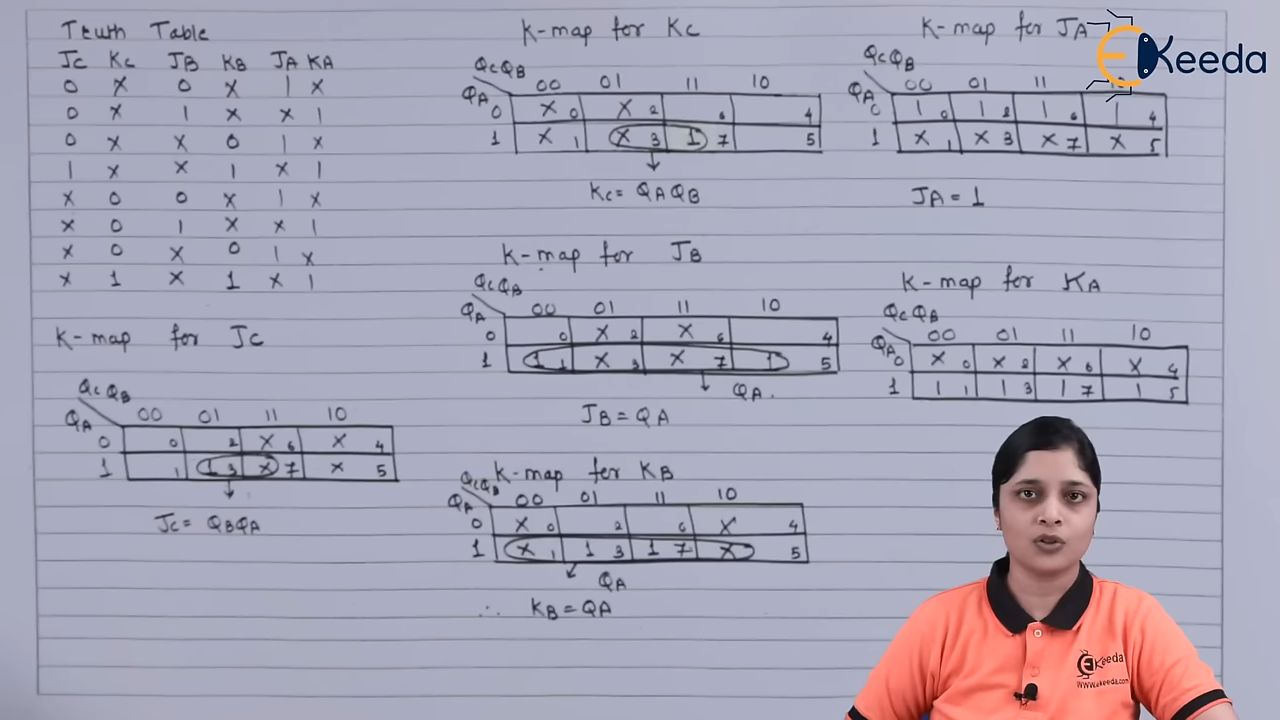 Truth Table
JC KC JB KB JA KA
0 X 0 X 1 X
0 X 1 X X 1
0 X X 0 1 X
1 X X 1 X 1
X 0 0 X 1 X
X 0 1 X X 1
X 0 X 0 1 X
X 1 X 1 X 1
K-map for JC
QCQB
QA 00 01 11 10
0 0 2 X 6 X 4
1 1 1 3 X 7 X 5
JC = QBQA
K-map for KC
QCQB
QA 00 01 11 10
0 X 0 X 2 6 4
1 X 1 X 3 1 7 5
KC = QAQB
K-map for JB
QCQB
QA 00 01 11 10
0 0 X 2 X 6 4
1 1 1 X 3 X 7 1 5
QA.
JB = QA
K-map for KB
QCQB
QA 00 01 11 10
0 X 0 2 6 X 4
1 X 1 1 3 1 7 X 5
QA
∴ KB = QA
K-map for JA
QCQB
QA 00 01 11
0 1 0 1 2 1 6 1 4
1 X 1 X 3 X 7 X 5
JA = 1
K-map for KA
QCQB
QA 00 01 11 10
0 X 0 X 2 X 6 X 4
1 1 1 1 3 1 7 1 5
EKeeda
EKeeda
www.ekeeda.com